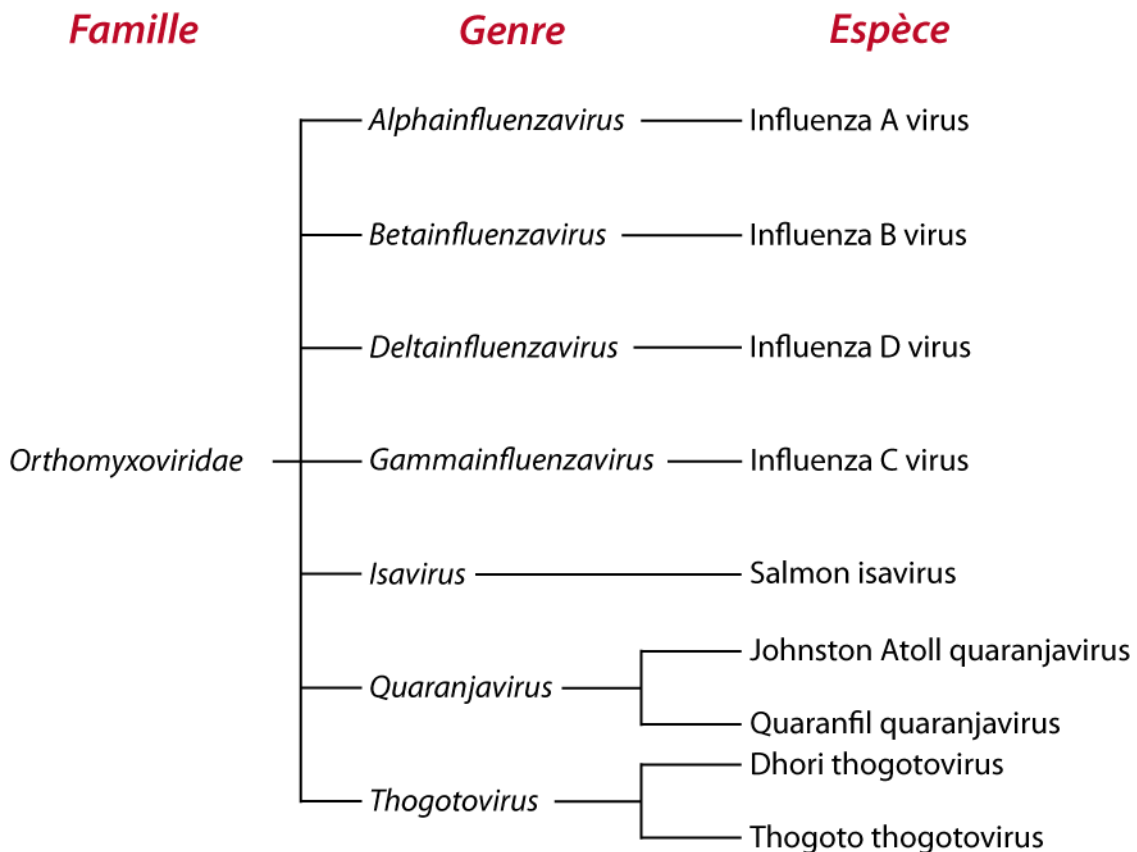 Famille Genre Espèce
Alphainfluenzavirus Influenza A virus
Betainfluenzavirus Influenza B virus
Deltainfluenzavirus Influenza D virus
Orthomyxoviridae Gammainfluenzavirus Influenza C virus
Isavirus Salmon isavirus
Johnston Atoll quaranjavirus
Quaranjavirus
Quaranfil quaranjavirus
Dhori thogotovirus
Thogotovirus
Thogoto thogotovirus